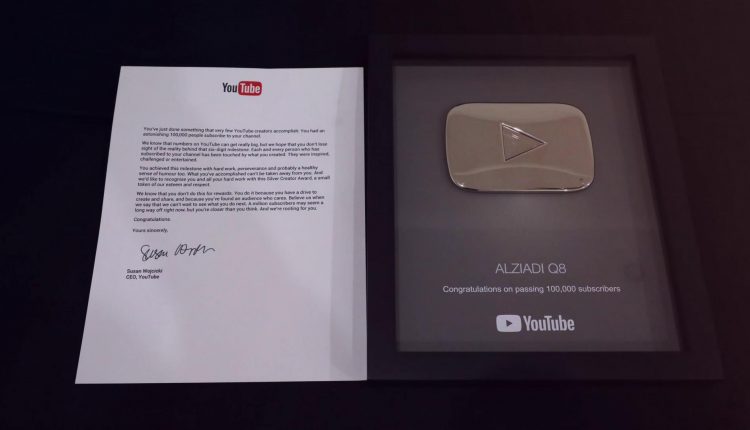 YouTube
You've just done something that very few YouTube creators accomplish. You had an
astonishing 100,000 people subscribe to your channel.
We know that numbers on YouTube can get really big, but we hope that you don't lose
sight of the reality behind that six-digit milestone. Each and every person who has
subscribed to your channel has been touched by what you created. They were inspired,
challenged or entertained.
You achieved this milestone with hard work, perseverance and probably a healthy
sense of humour too. What you've accomplished can't be taken away from you. And
we'd like to recognise you and all your hard work with this Silver Creator Award, a small
token of our esteem and respect.
We know that you don't do this for rewards. You do it because you have a drive to
create and share, and because you've found an audience who cares. Believe us when
we say that we can't wait to see what you do next. A million subscribers may seem a
long way off right now, but you're closer than you think. And we're rooting for you.
Congratulations.
Yours sincerely,
Susan Wojcicki
CEO, YouTube
ALZIADI Q8
Congratulations on passing 100,000 subscribers
YouTube